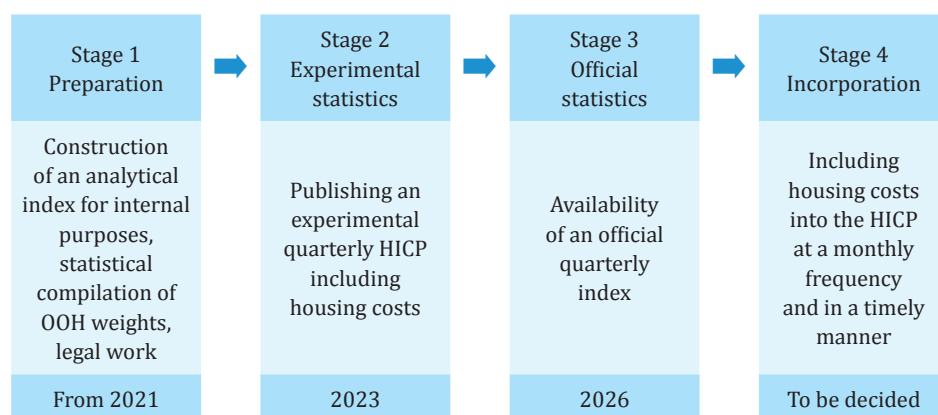 Stage 1
Preparation
Construction
of an analytical
index for internal
purposes,
statistical
compilation of
OOH weights,
legal work
From 2021
Stage 2
Experimental
statistics
Publishing an
experimental
quarterly HICP
including
housing costs
2023
Stage 3
Official
statistics
Availability
of an official
quarterly
index
2026
Stage 4
Incorporation
Including
housing costs
into the HICP
at a monthly
frequency
and in a timely
manner
To be decided